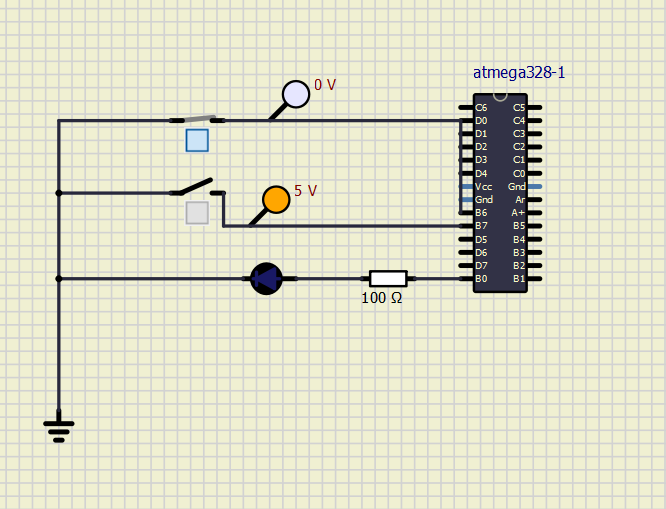 atmega328-1
0 V
C6 C5
D0 C4
D1 C3
D2 C2
D3 C1
D4 C0
Vcc Gnd
5 V
Gnd Ar
B6 A+
B7 B5
D5 B4
D6 B3
D7 B2
B0 B1
100 Ω